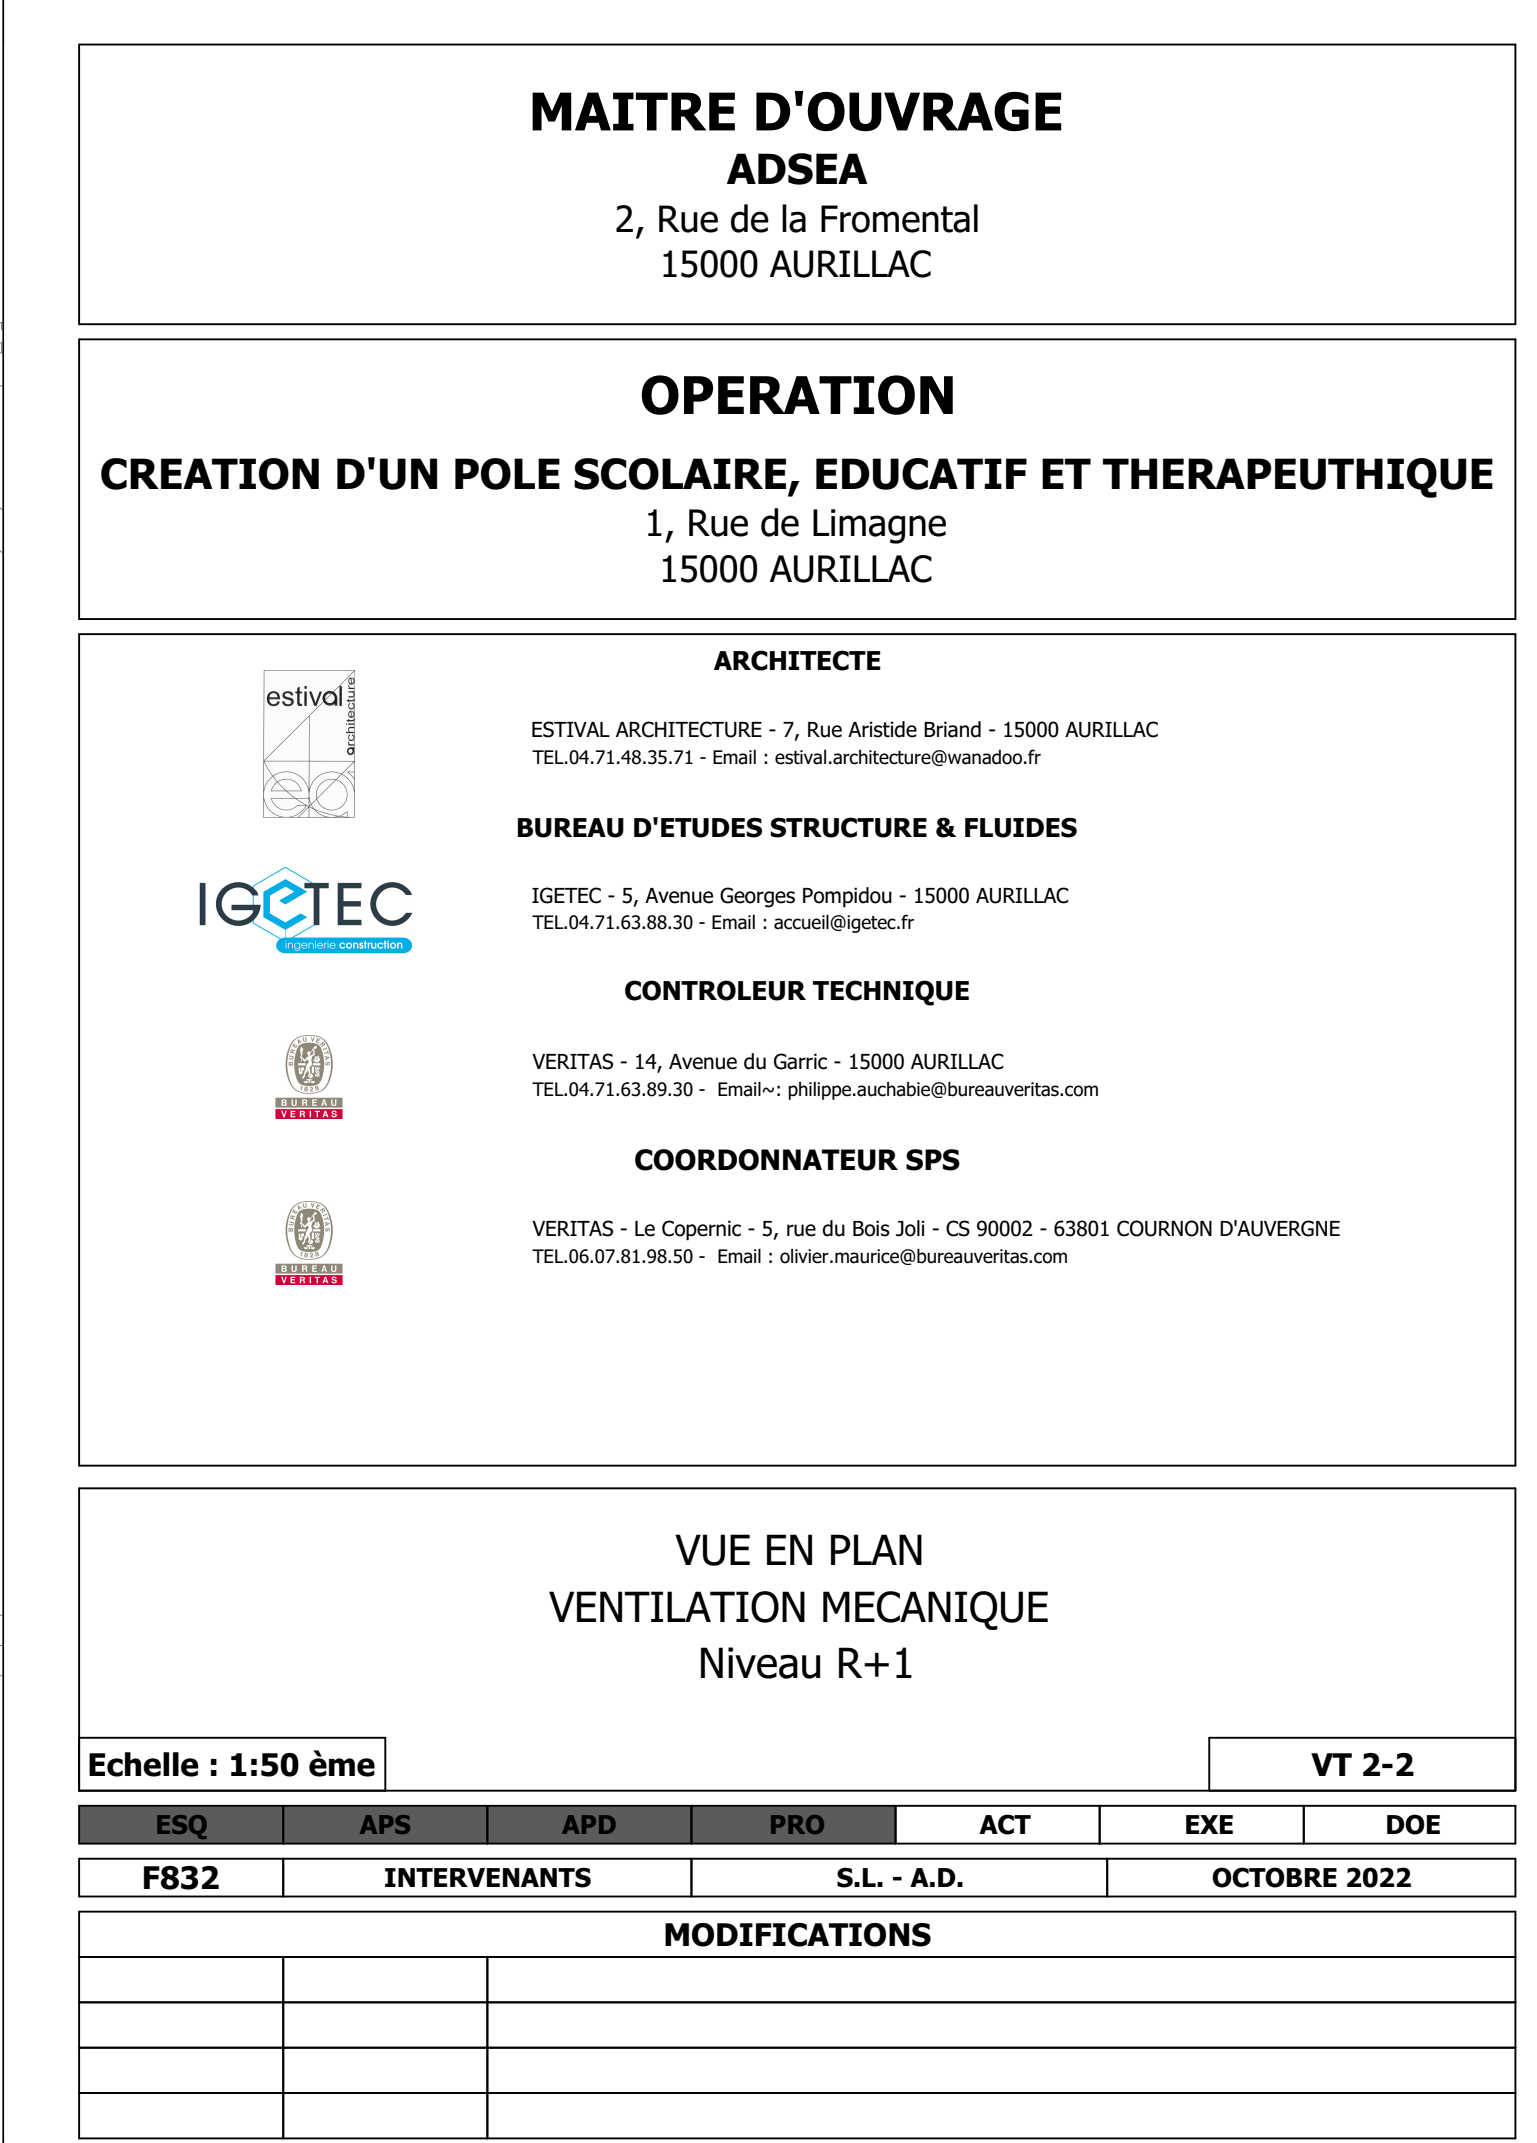 MAITRE D'OUVRAGE
ADSEA
2, Rue de la Fromental
15000 AURILLAC
OPERATION
CREATION D'UN POLE SCOLAIRE, EDUCATIF ET THERAPEUTHIQUE
1, Rue de Limagne
15000 AURILLAC
ARCHITECTE
estival
architecture
ea
ESTIVAL ARCHITECTURE - 7, Rue Aristide Briand - 15000 AURILLAC
TEL.04.71.48.35.71 - Email : estival.architecture@wanadoo.fr
BUREAU D'ETUDES STRUCTURE & FLUIDES
IGeTEC
ingenierie construction
IGETEC - 5, Avenue Georges Pompidou - 15000 AURILLAC
TEL.04.71.63.88.30 - Email : accueil@igetec.fr
CONTROLEUR TECHNIQUE
BUREAU VERITAS
1828
BUREAU
VERITAS
VERITAS - 14, Avenue du Garric - 15000 AURILLAC
TEL.04.71.63.89.30 - Email~: philippe.auchabie@bureauveritas.com
COORDONNATEUR SPS
BUREAU VERITAS
1828
BUREAU
VERITAS
VERITAS - Le Copernic - 5, rue du Bois Joli - CS 90002 - 63801 COURNON D'AUVERGNE
TEL.06.07.81.98.50 - Email : olivier.maurice@bureauveritas.com
VUE EN PLAN
VENTILATION MECANIQUE
Niveau R+1
Echelle : 1:50 ème
VT 2-2
ESQ APS APD PRO ACT EXE DOE
F832 INTERVENANTS S.L. - A.D. OCTOBRE 2022
MODIFICATIONS